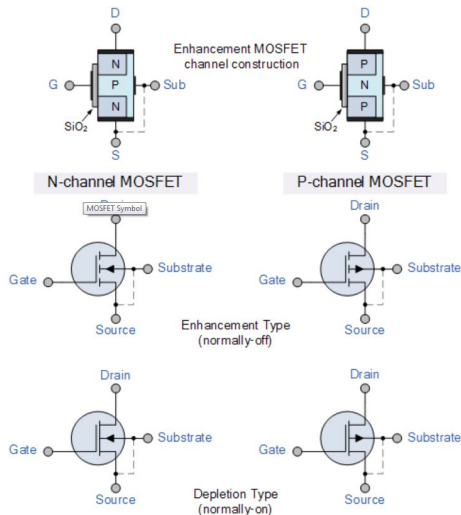 D
D
Enhancement MOSFET
channel construction
N
P
N
G
Sub
SiO₂
S
P
N
P
G
Sub
SiO₂
S
N-channel MOSFET
P-channel MOSFET
MOSFET Symbol
Drain
Gate
Substrate
Source
Gate
Substrate
Source
Enhancement Type
(normally-off)
Drain
Drain
Gate
Substrate
Source
Gate
Substrate
Source
Depletion Type
(normally-on)